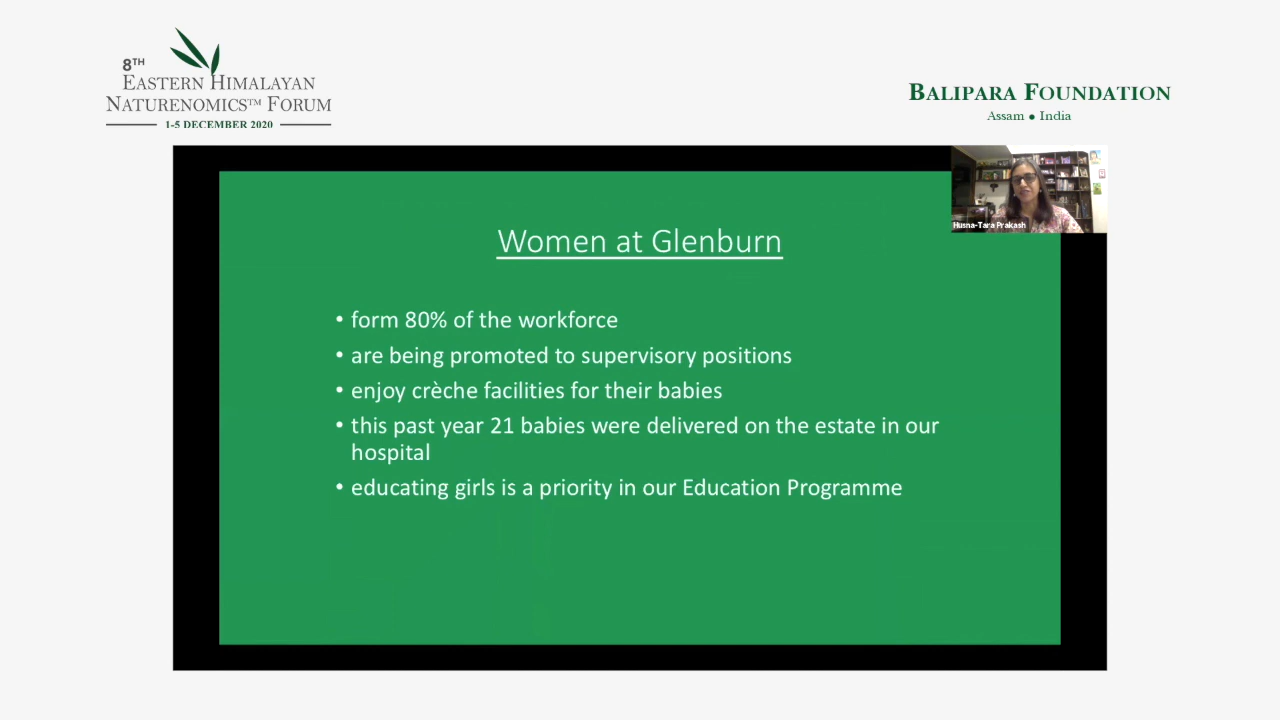 8TH
EASTERN HIMALAYAN
NATURENOMICS™ FORUM
1-5 DECEMBER 2020
BALIPARA FOUNDATION
Assam ● India
Husna-Tara Prakash
Women at Glenburn
• form 80% of the workforce
• are being promoted to supervisory positions
• enjoy crèche facilities for their babies
• this past year 21 babies were delivered on the estate in our
hospital
• educating girls is a priority in our Education Programme